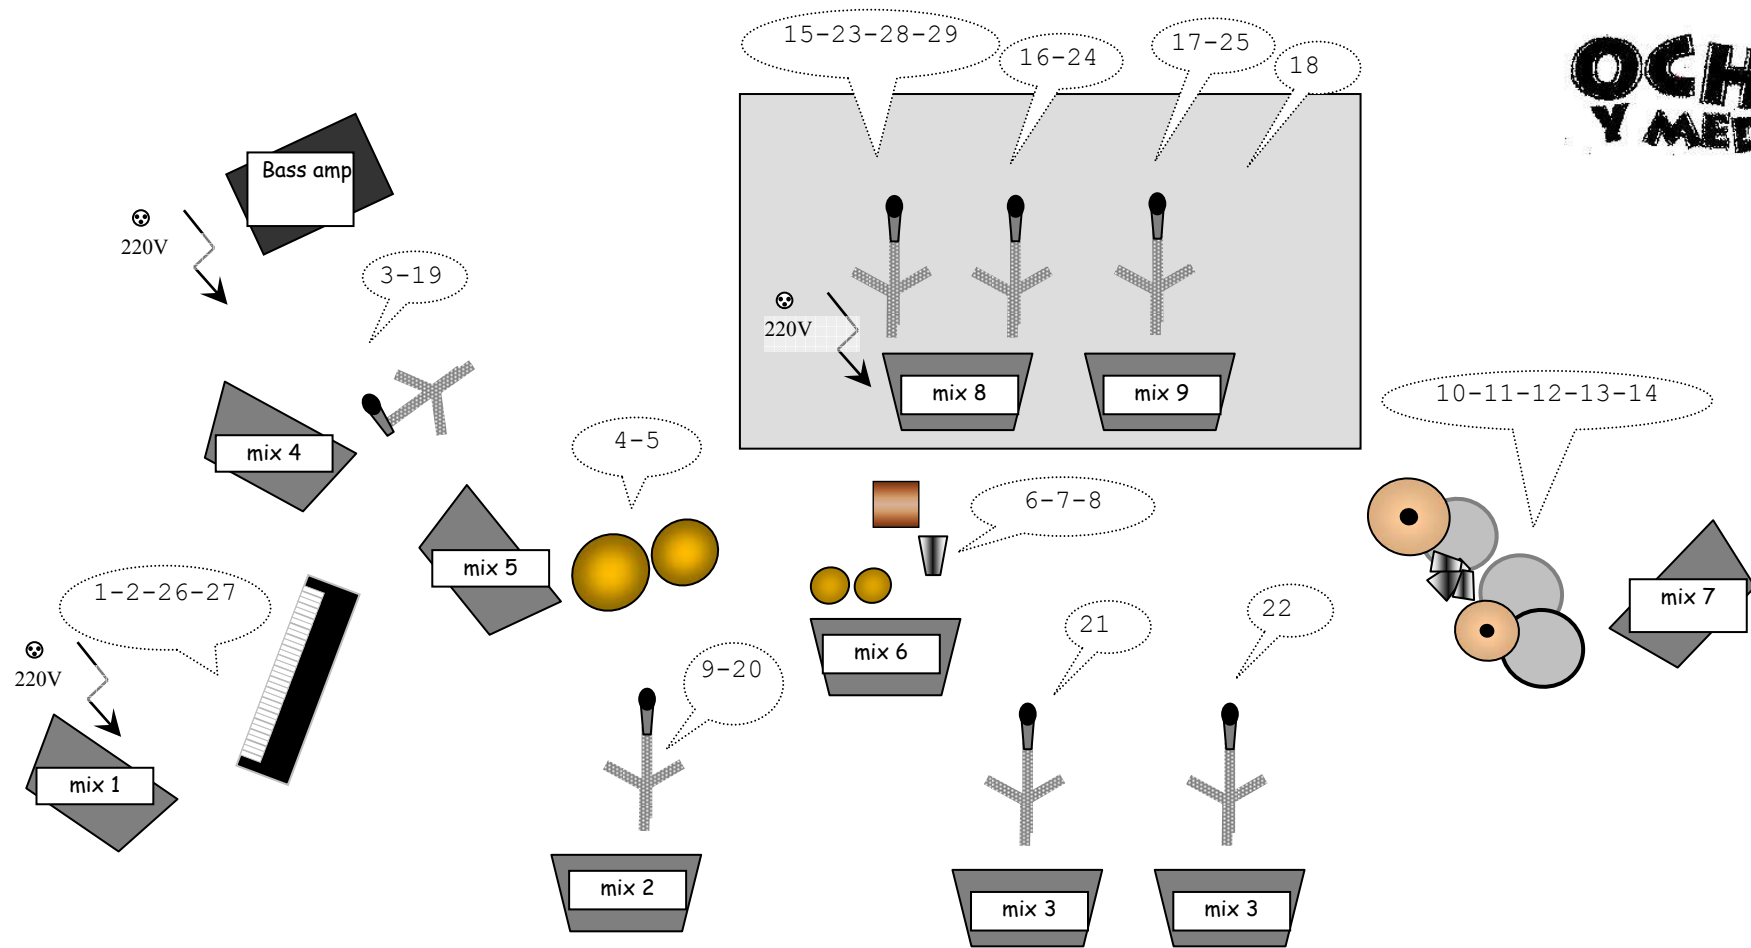 15-23-28-29
16-24
17-25
18
Bass amp
220V
3-19
220V
mix 8
mix 9
mix 4
4-5
6-7-8
10-11-12-13-14
mix 5
1-2-26-27
mix 7
220V
mix 6
9-20
21
22
mix 1
mix 2
mix 3
mix 3
Y